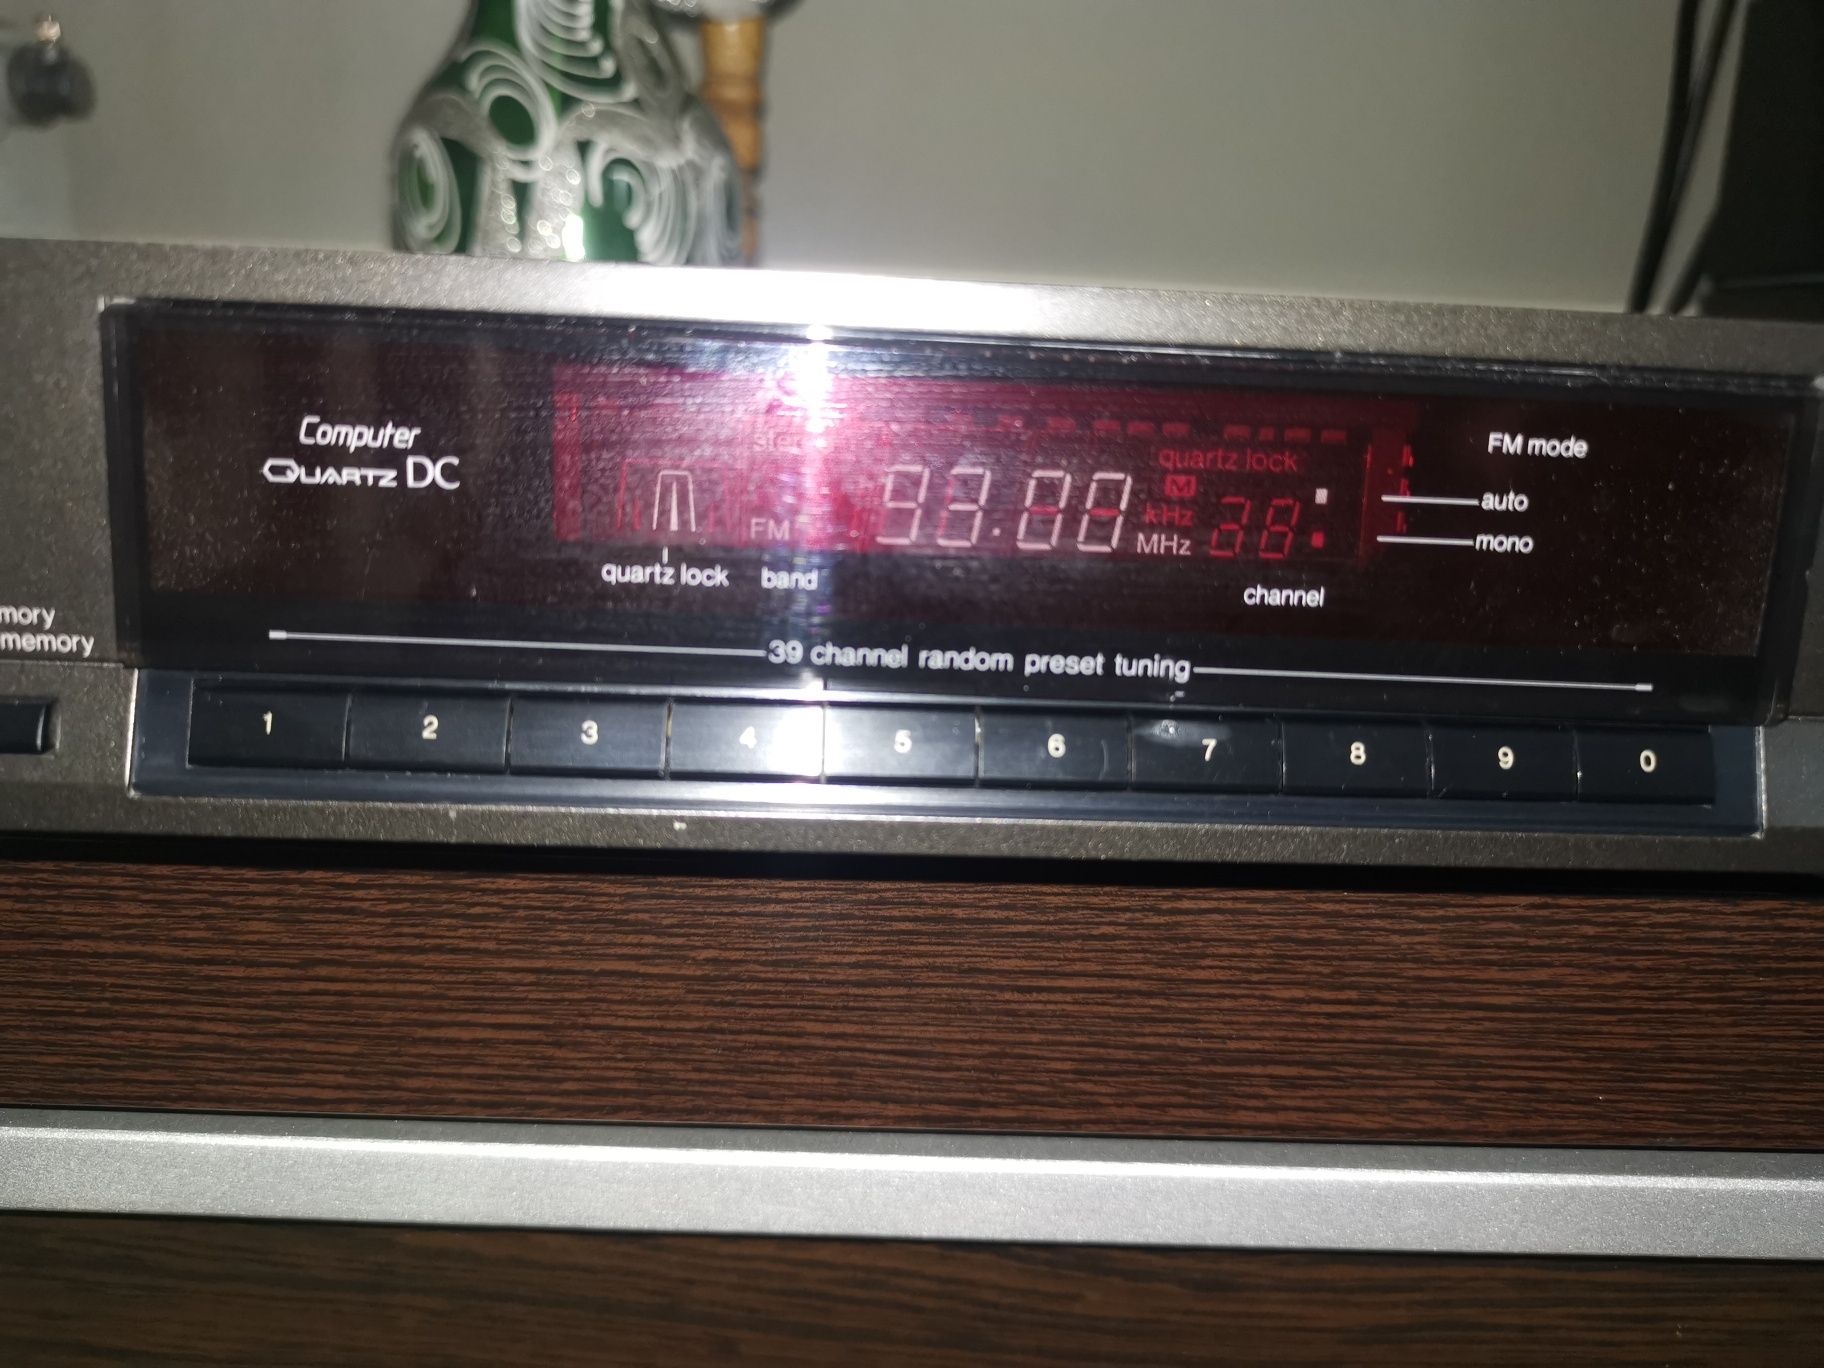 Computer
QUARTZ DC
FM mode
quartz lock
M
auto
FM
kHz
MHz
mono
quartz lock
band
channel
mory
memory
39 channel random preset tuning
1 2 3 4 5 6 7 8 9 0